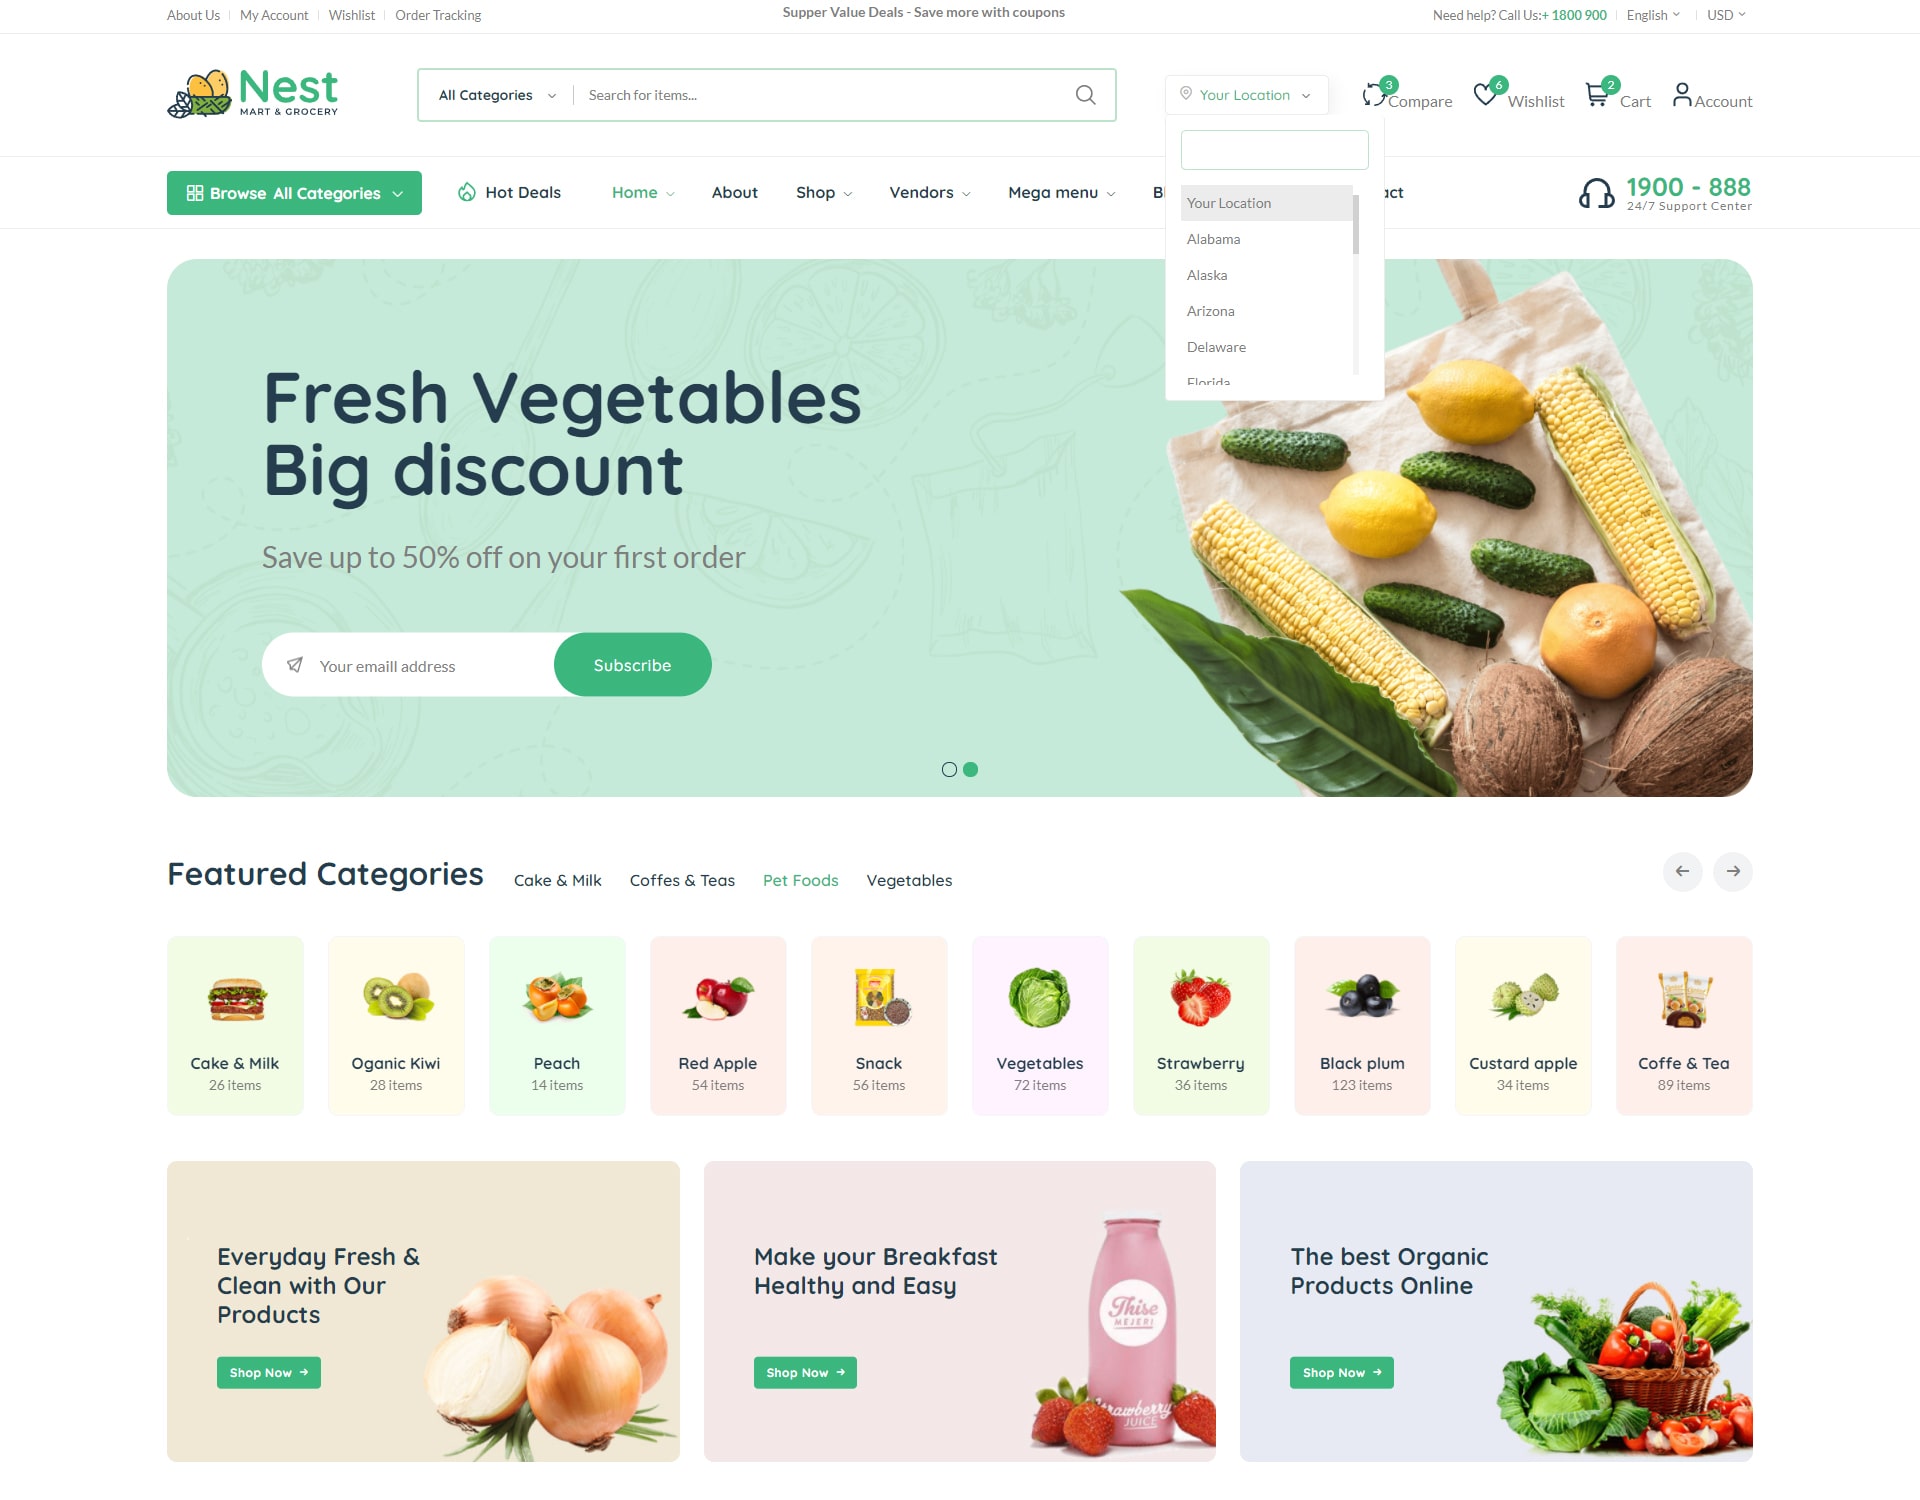 About Us
My Account
Wishlist
Order Tracking
Supper Value Deals - Save more with coupons
Need help? Call Us:+ 1800 900
English
USD
Nest
MART & GROCERY
All Categories
Search for items...
Your Location
3
Compare
6
Wishlist
2
Cart
Account
Browse All Categories
Hot Deals
Home
About
Shop
Vendors
Mega menu
1900 - 888
24/7 Support Center
Your Location
Alabama
Alaska
Arizona
Delaware
Florida
Fresh Vegetables
Big discount
Save up to 50% off on your first order
Your emaill address
Subscribe
Featured Categories
Cake & Milk
Coffes & Teas
Pet Foods
Vegetables
Cake & Milk
26 items
Oganic Kiwi
28 items
Peach
14 items
Red Apple
54 items
Snack
56 items
Vegetables
72 items
Strawberry
36 items
Black plum
123 items
Custard apple
34 items
Coffe & Tea
89 items
Everyday Fresh &
Clean with Our
Products
Shop Now
Make your Breakfast
Healthy and Easy
Shop Now
Thise
MEJERI
Strawberry
JUICE
The best Organic
Products Online
Shop Now